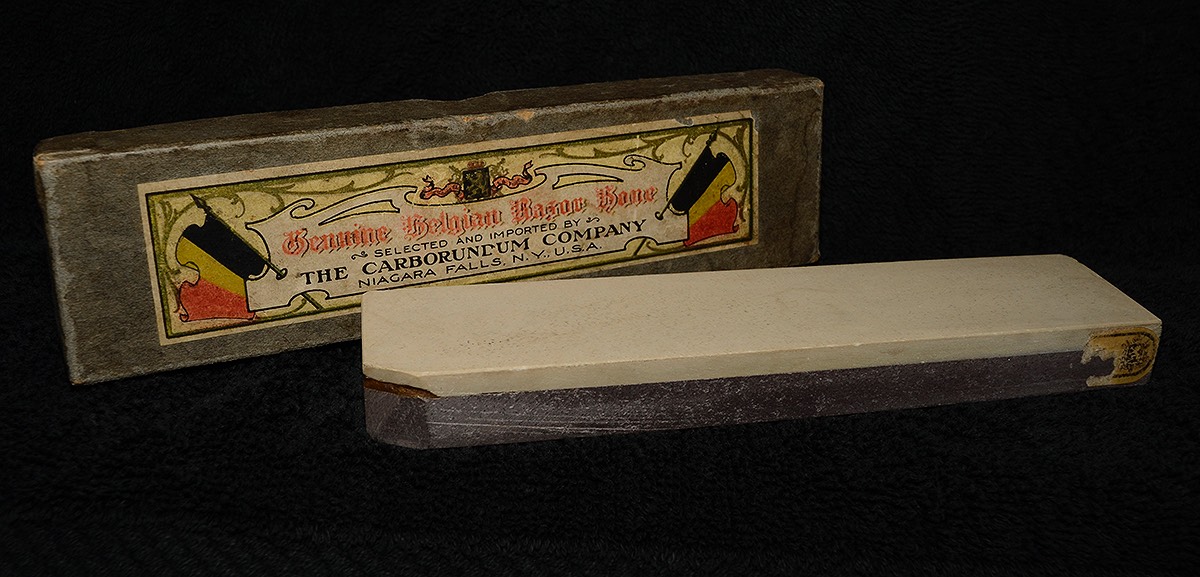 Genuine Belgian Razor Hone
SELECTED AND IMPORTED BY
THE CARBORUNDUM COMPANY
NIAGARA FALLS, N.Y., U.S.A.